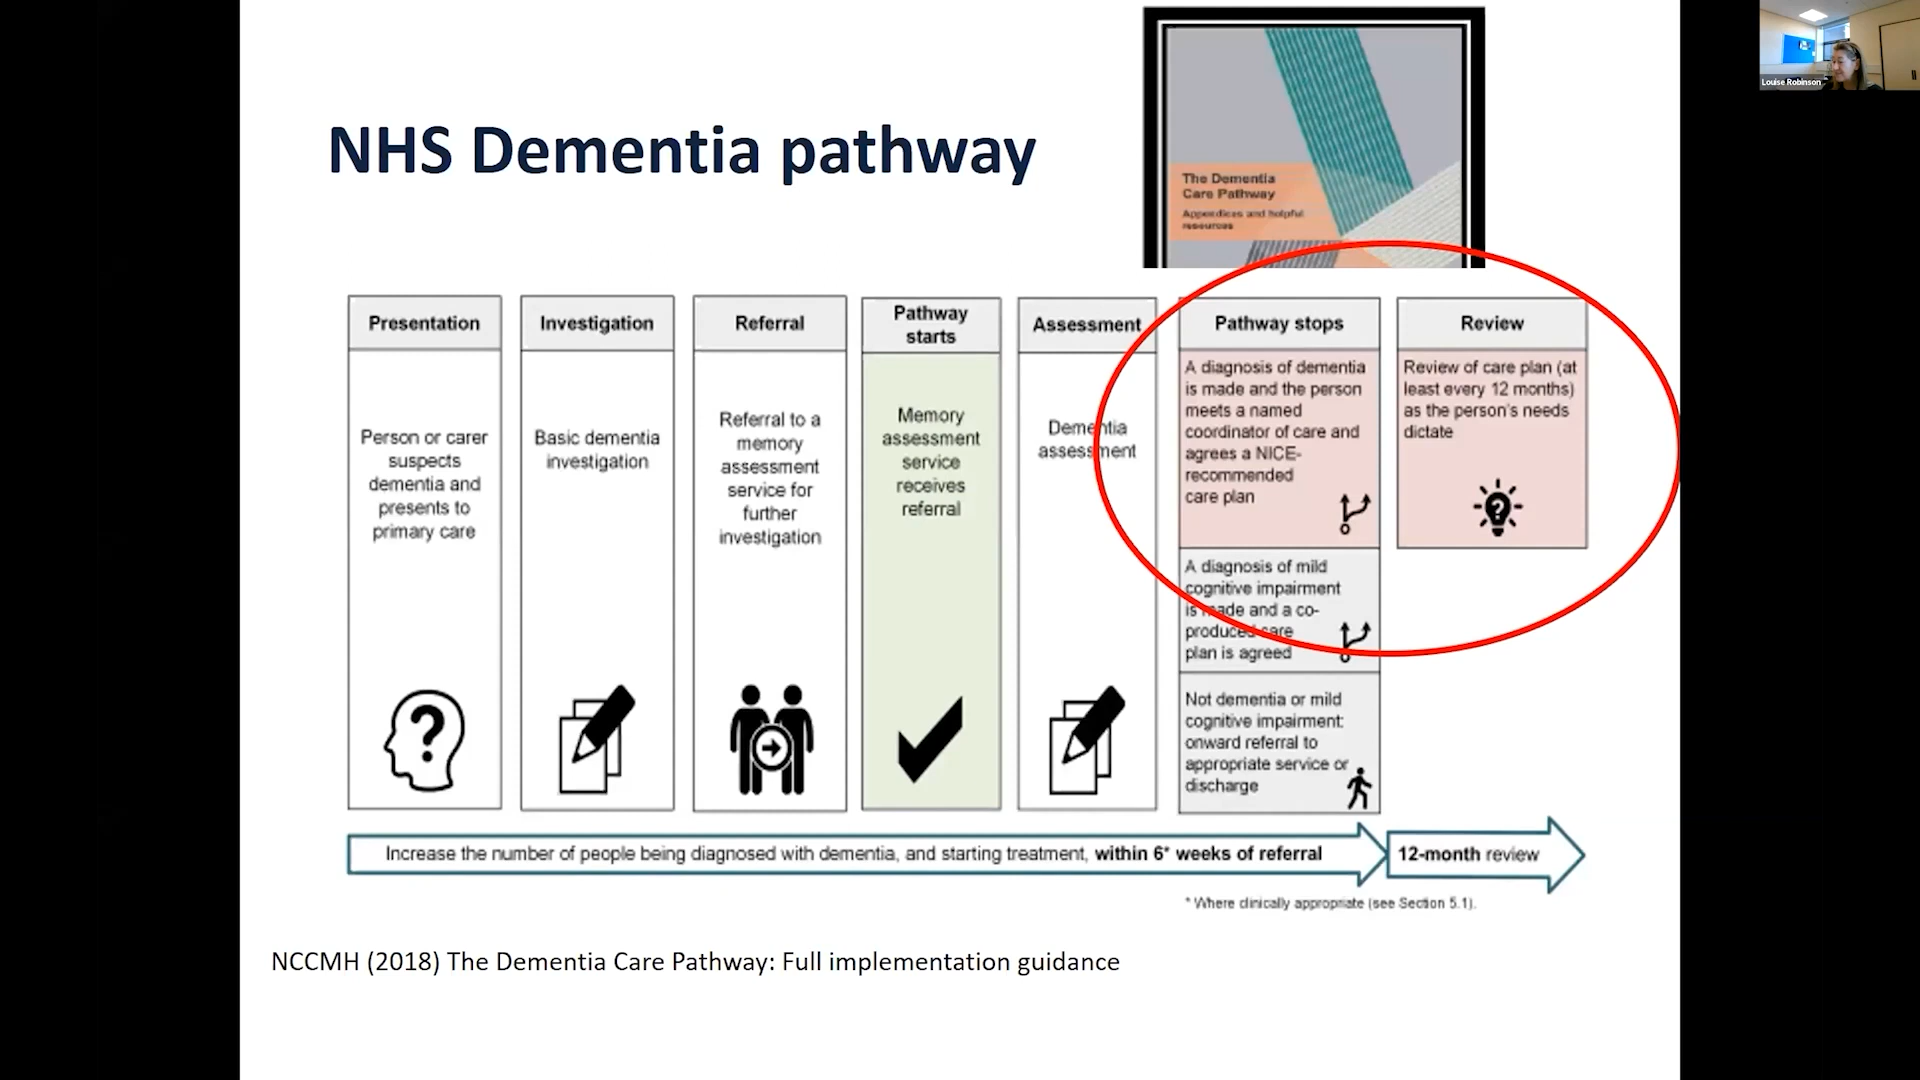 Louise Robinson
NHS Dementia pathway
The Dementia
Care Pathway
Appendices and helpful
resources
Presentation
Person or carer
suspects
dementia and
presents to
primary care
Investigation
Basic dementia
investigation
Referral
Referral to a
memory
assessment
service for
further
investigation
Pathway
starts
Memory
assessment
service
receives
referral
Assessment
Dementia
assessment
Pathway stops
A diagnosis of dementia
is made and the person
meets a named
coordinator of care and
agrees a NICE-
recommended
care plan
A diagnosis of mild
cognitive impairment
is made and a co-
produced care
plan is agreed
Not dementia or mild
cognitive impairment:
onward referral to
appropriate service or
discharge
Review
Review of care plan (at
least every 12 months)
as the person's needs
dictate
Increase the number of people being diagnosed with dementia, and starting treatment, within 6* weeks of referral
12-month review
* Where clinically appropriate (see Section 5.1).
NCCMH (2018) The Dementia Care Pathway: Full implementation guidance